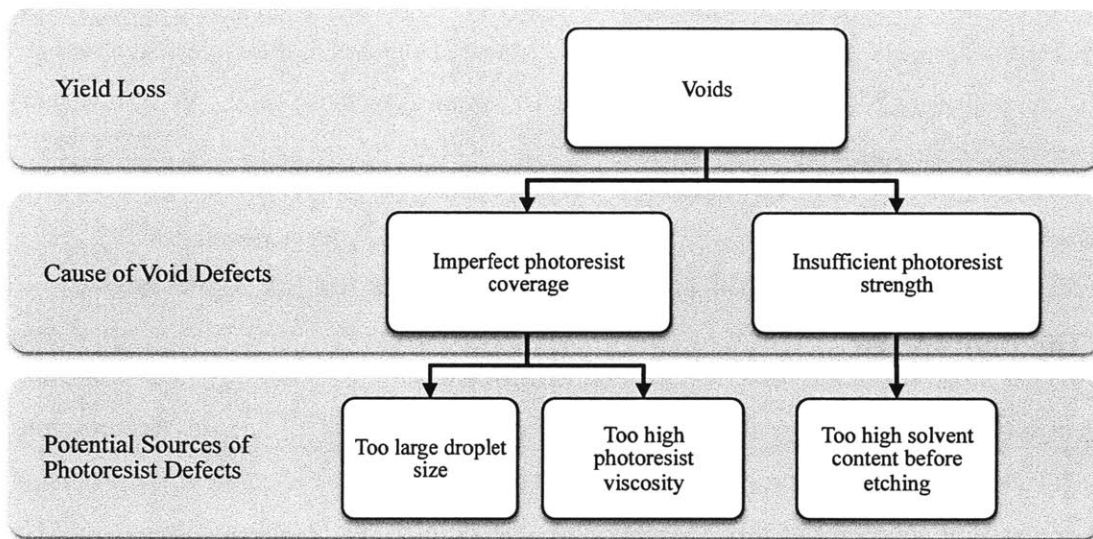 Yield Loss
Voids
Cause of Void Defects
Imperfect photoresist
coverage
Insufficient photoresist
strength
Potential Sources of
Photoresist Defects
Too large droplet
size
Too high
photoresist
viscosity
Too high solvent
content before
etching